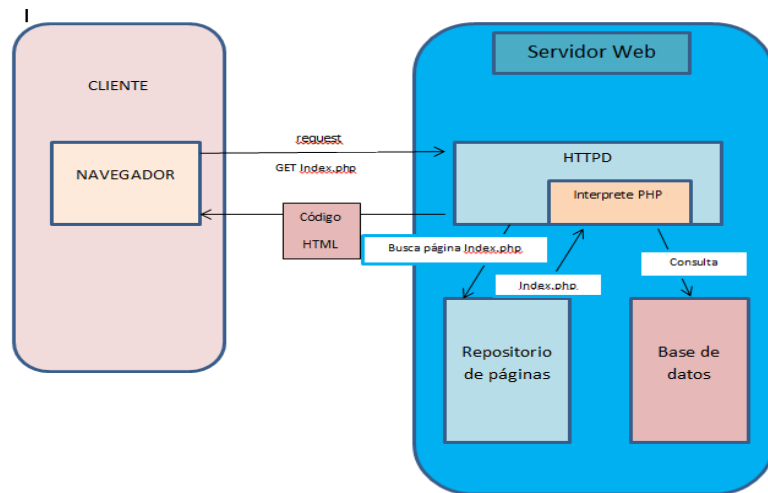 I
Servidor Web
CLIENTE
request
NAVEGADOR
GET Index.php
HTTPD
Interprete PHP
Código
HTML
Busca página Index.php
Index.php
Consulta
Repositorio
de páginas
Base de
datos